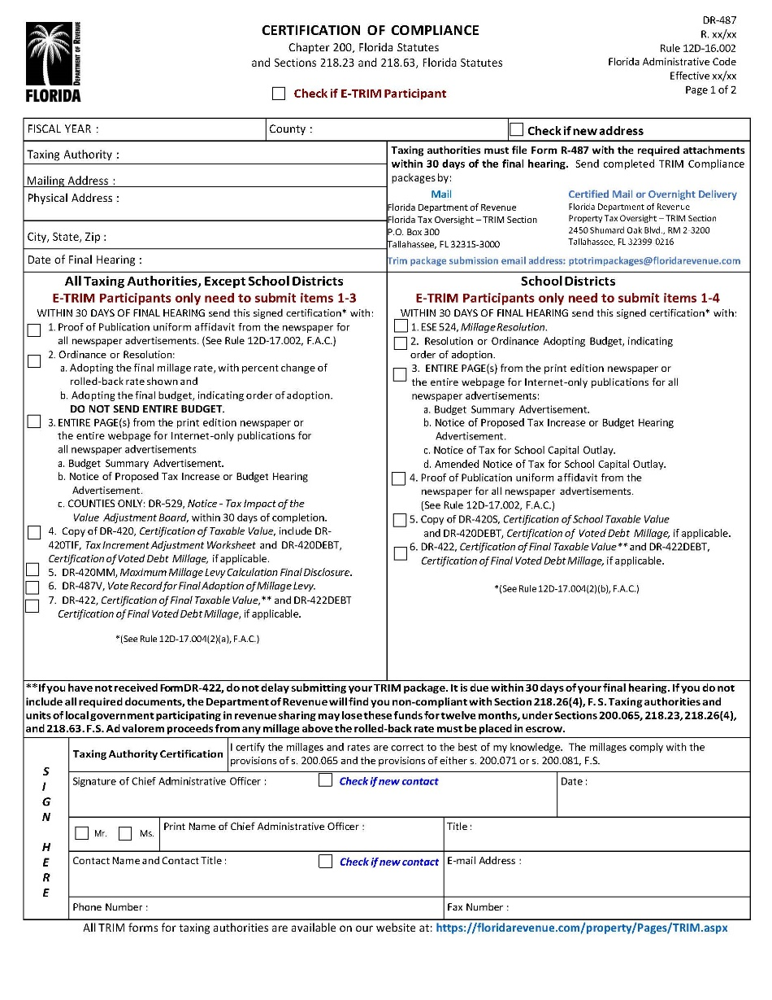 DEPARTMENT OF REVENUE
FLORIDA
CERTIFICATION OF COMPLIANCE
Chapter 200, Florida Statutes
and Sections 218.23 and 218.63, Florida Statutes
Check if E-TRIM Participant
DR-487
R. xx/xx
Rule 12D-16.002
Florida Administrative Code
Effective xx/xx
Page 1 of 2
FISCAL YEAR :
County :
Check if new address
Taxing Authority :
Mailing Address :
Physical Address :
City, State, Zip :
Date of Final Hearing :
Taxing authorities must file Form R-487 with the required attachments
within 30 days of the final hearing. Send completed TRIM Compliance
packages by:
Mail
Florida Department of Revenue
Florida Tax Oversight – TRIM Section
P.O. Box 300
Tallahassee, FL 32315-3000
Certified Mail or Overnight Delivery
Florida Department of Revenue
Property Tax Oversight – TRIM Section
2450 Shumard Oak Blvd., RM 2-3200
Tallahassee, FL 32399-0216
Trim package submission email address: ptotrimpackages@floridarevenue.com
All Taxing Authorities, Except School Districts
E-TRIM Participants only need to submit items 1-3
WITHIN 30 DAYS OF FINAL HEARING send this signed certification* with:
1. Proof of Publication uniform affidavit from the newspaper for
all newspaper advertisements. (See Rule 12D-17.002, F.A.C.)
2. Ordinance or Resolution:
a. Adopting the final millage rate, with percent change of
rolled-back rate shown and
b. Adopting the final budget, indicating order of adoption.
DO NOT SEND ENTIRE BUDGET.
3. ENTIRE PAGE(s) from the print edition newspaper or
the entire webpage for Internet-only publications for
all newspaper advertisements
a. Budget Summary Advertisement.
b. Notice of Proposed Tax Increase or Budget Hearing
Advertisement.
c. COUNTIES ONLY: DR-529, Notice - Tax Impact of the
Value Adjustment Board, within 30 days of completion.
4. Copy of DR-420, Certification of Taxable Value, include DR-
420TIF, Tax Increment Adjustment Worksheet and DR-420DEBT,
Certification of Voted Debt Millage, if applicable.
5. DR-420MM, Maximum Millage Levy Calculation Final Disclosure.
6. DR-487V, Vote Record for Final Adoption of Millage Levy.
7. DR-422, Certification of Final Taxable Value,** and DR-422DEBT
Certification of Final Voted Debt Millage, if applicable.
*(See Rule 12D-17.004(2)(a), F.A.C.)
School Districts
E-TRIM Participants only need to submit items 1-4
WITHIN 30 DAYS OF FINAL HEARING send this signed certification* with:
1. ESE 524, Millage Resolution.
2. Resolution or Ordinance Adopting Budget, indicating
order of adoption.
3. ENTIRE PAGE(s) from the print edition newspaper or
the entire webpage for Internet-only publications for all
newspaper advertisements:
a. Budget Summary Advertisement.
b. Notice of Proposed Tax Increase or Budget Hearing
Advertisement.
c. Notice of Tax for School Capital Outlay.
d. Amended Notice of Tax for School Capital Outlay.
4. Proof of Publication uniform affidavit from the
newspaper for all newspaper advertisements.
(See Rule 12D-17.002, F.A.C.)
5. Copy of DR-420S, Certification of School Taxable Value
and DR-420DEBT, Certification of Voted Debt Millage, if applicable.
6. DR-422, Certification of Final Taxable Value** and DR-422DEBT,
Certification of Final Voted Debt Millage, if applicable.
*(See Rule 12D-17.004(2)(b), F.A.C.)
**If you have not received Form DR-422, do not delay submitting your TRIM package. It is due within 30 days of your final hearing. If you do not
include all required documents, the Department of Revenue will find you non-compliant with Section 218.26(4), F. S. Taxing authorities and
units of local government participating in revenue sharing may lose these funds for twelve months, under Sections 200.065, 218.23, 218.26(4),
and 218.63. F.S. Ad valorem proceeds from any millage above the rolled-back rate must be placed in escrow.
SIGN HERE
Taxing Authority Certification
I certify the millages and rates are correct to the best of my knowledge. The millages comply with the
provisions of s. 200.065 and the provisions of either s. 200.071 or s. 200.081, F.S.
Signature of Chief Administrative Officer :
Check if new contact
Date :
Mr.
Ms.
Print Name of Chief Administrative Officer :
Title :
Contact Name and Contact Title :
Check if new contact
E-mail Address :
Phone Number :
Fax Number :
All TRIM forms for taxing authorities are available on our website at: https://floridarevenue.com/property/Pages/TRIM.aspx